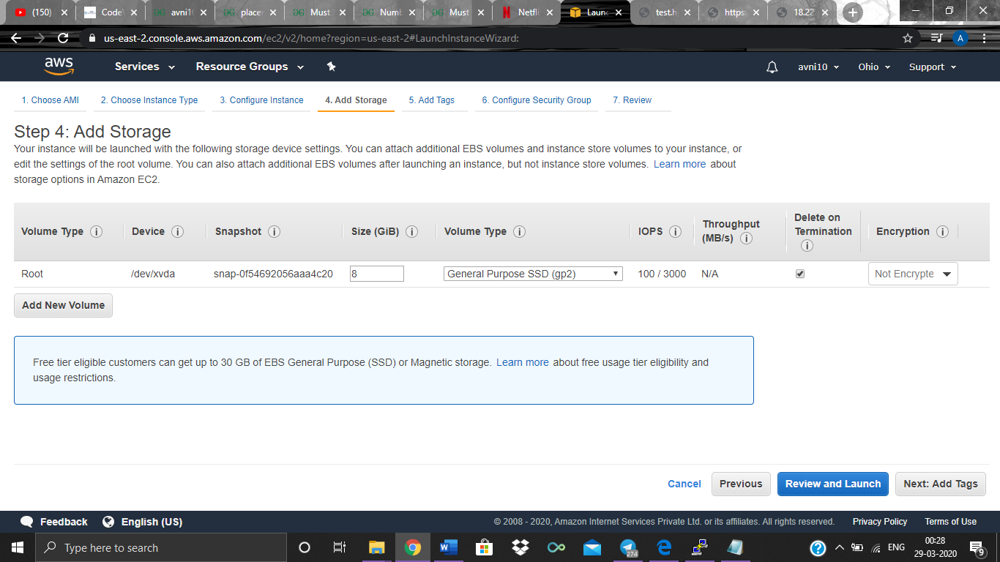 (150)
Code
avni1
place
Must
Num
Must
Netfli
Laun
test.h
https
18.22
us-east-2.console.aws.amazon.com/ec2/v2/home?region=us-east-2#LaunchInstanceWizard:
A
aws
Services
Resource Groups
avni10
Ohio
Support
1. Choose AMI
2. Choose Instance Type
3. Configure Instance
4. Add Storage
5. Add Tags
6. Configure Security Group
7. Review
Step 4: Add Storage
Your instance will be launched with the following storage device settings. You can attach additional EBS volumes and instance store volumes to your instance, or
edit the settings of the root volume. You can also attach additional EBS volumes after launching an instance, but not instance store volumes. Learn more about
storage options in Amazon EC2.
Volume Type
Device
Snapshot
Size (GiB)
Volume Type
IOPS
Throughput
(MB/s)
Delete on
Termination
Encryption
Root
/dev/xvda
snap-0f54692056aaa4c20
8
General Purpose SSD (gp2)
100 / 3000
N/A
Not Encrypte
Add New Volume
Free tier eligible customers can get up to 30 GB of EBS General Purpose (SSD) or Magnetic storage. Learn more about free usage tier eligibility and
usage restrictions.
Cancel
Previous
Review and Launch
Next: Add Tags
Feedback
English (US)
© 2008 - 2020, Amazon Internet Services Private Ltd. or its affiliates. All rights reserved.
Privacy Policy
Terms of Use
Type here to search
274
ENG
00:28
29-03-2020
9